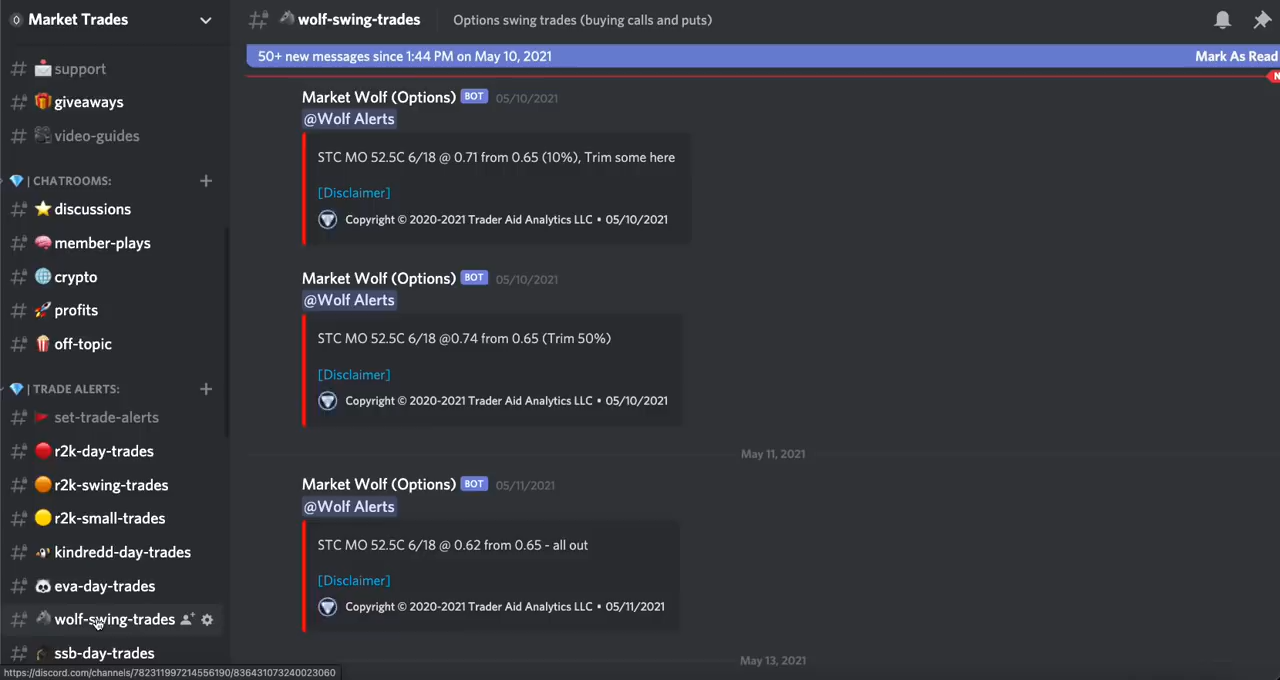 Market Trades
support
giveaways
video-guides
| CHATROOMS:
discussions
member-plays
crypto
profits
off-topic
| TRADE ALERTS:
set-trade-alerts
r2k-day-trades
r2k-swing-trades
r2k-small-trades
kindredd-day-trades
eva-day-trades
wolf-swing-trades
ssb-day-trades
https://discord.com/channels/782311997214556190/836431073240023060
wolf-swing-trades Options swing trades (buying calls and puts)
50+ new messages since 1:44 PM on May 10, 2021 Mark As Read
Market Wolf (Options) BOT 05/10/2021
@Wolf Alerts
STC MO 52.5C 6/18 @ 0.71 from 0.65 (10%), Trim some here
[Disclaimer]
Copyright © 2020-2021 Trader Aid Analytics LLC • 05/10/2021
Market Wolf (Options) BOT 05/10/2021
@Wolf Alerts
STC MO 52.5C 6/18 @0.74 from 0.65 (Trim 50%)
[Disclaimer]
Copyright © 2020-2021 Trader Aid Analytics LLC • 05/10/2021
May 11, 2021
Market Wolf (Options) BOT 05/11/2021
@Wolf Alerts
STC MO 52.5C 6/18 @ 0.62 from 0.65 - all out
[Disclaimer]
Copyright © 2020-2021 Trader Aid Analytics LLC • 05/11/2021
May 13, 2021